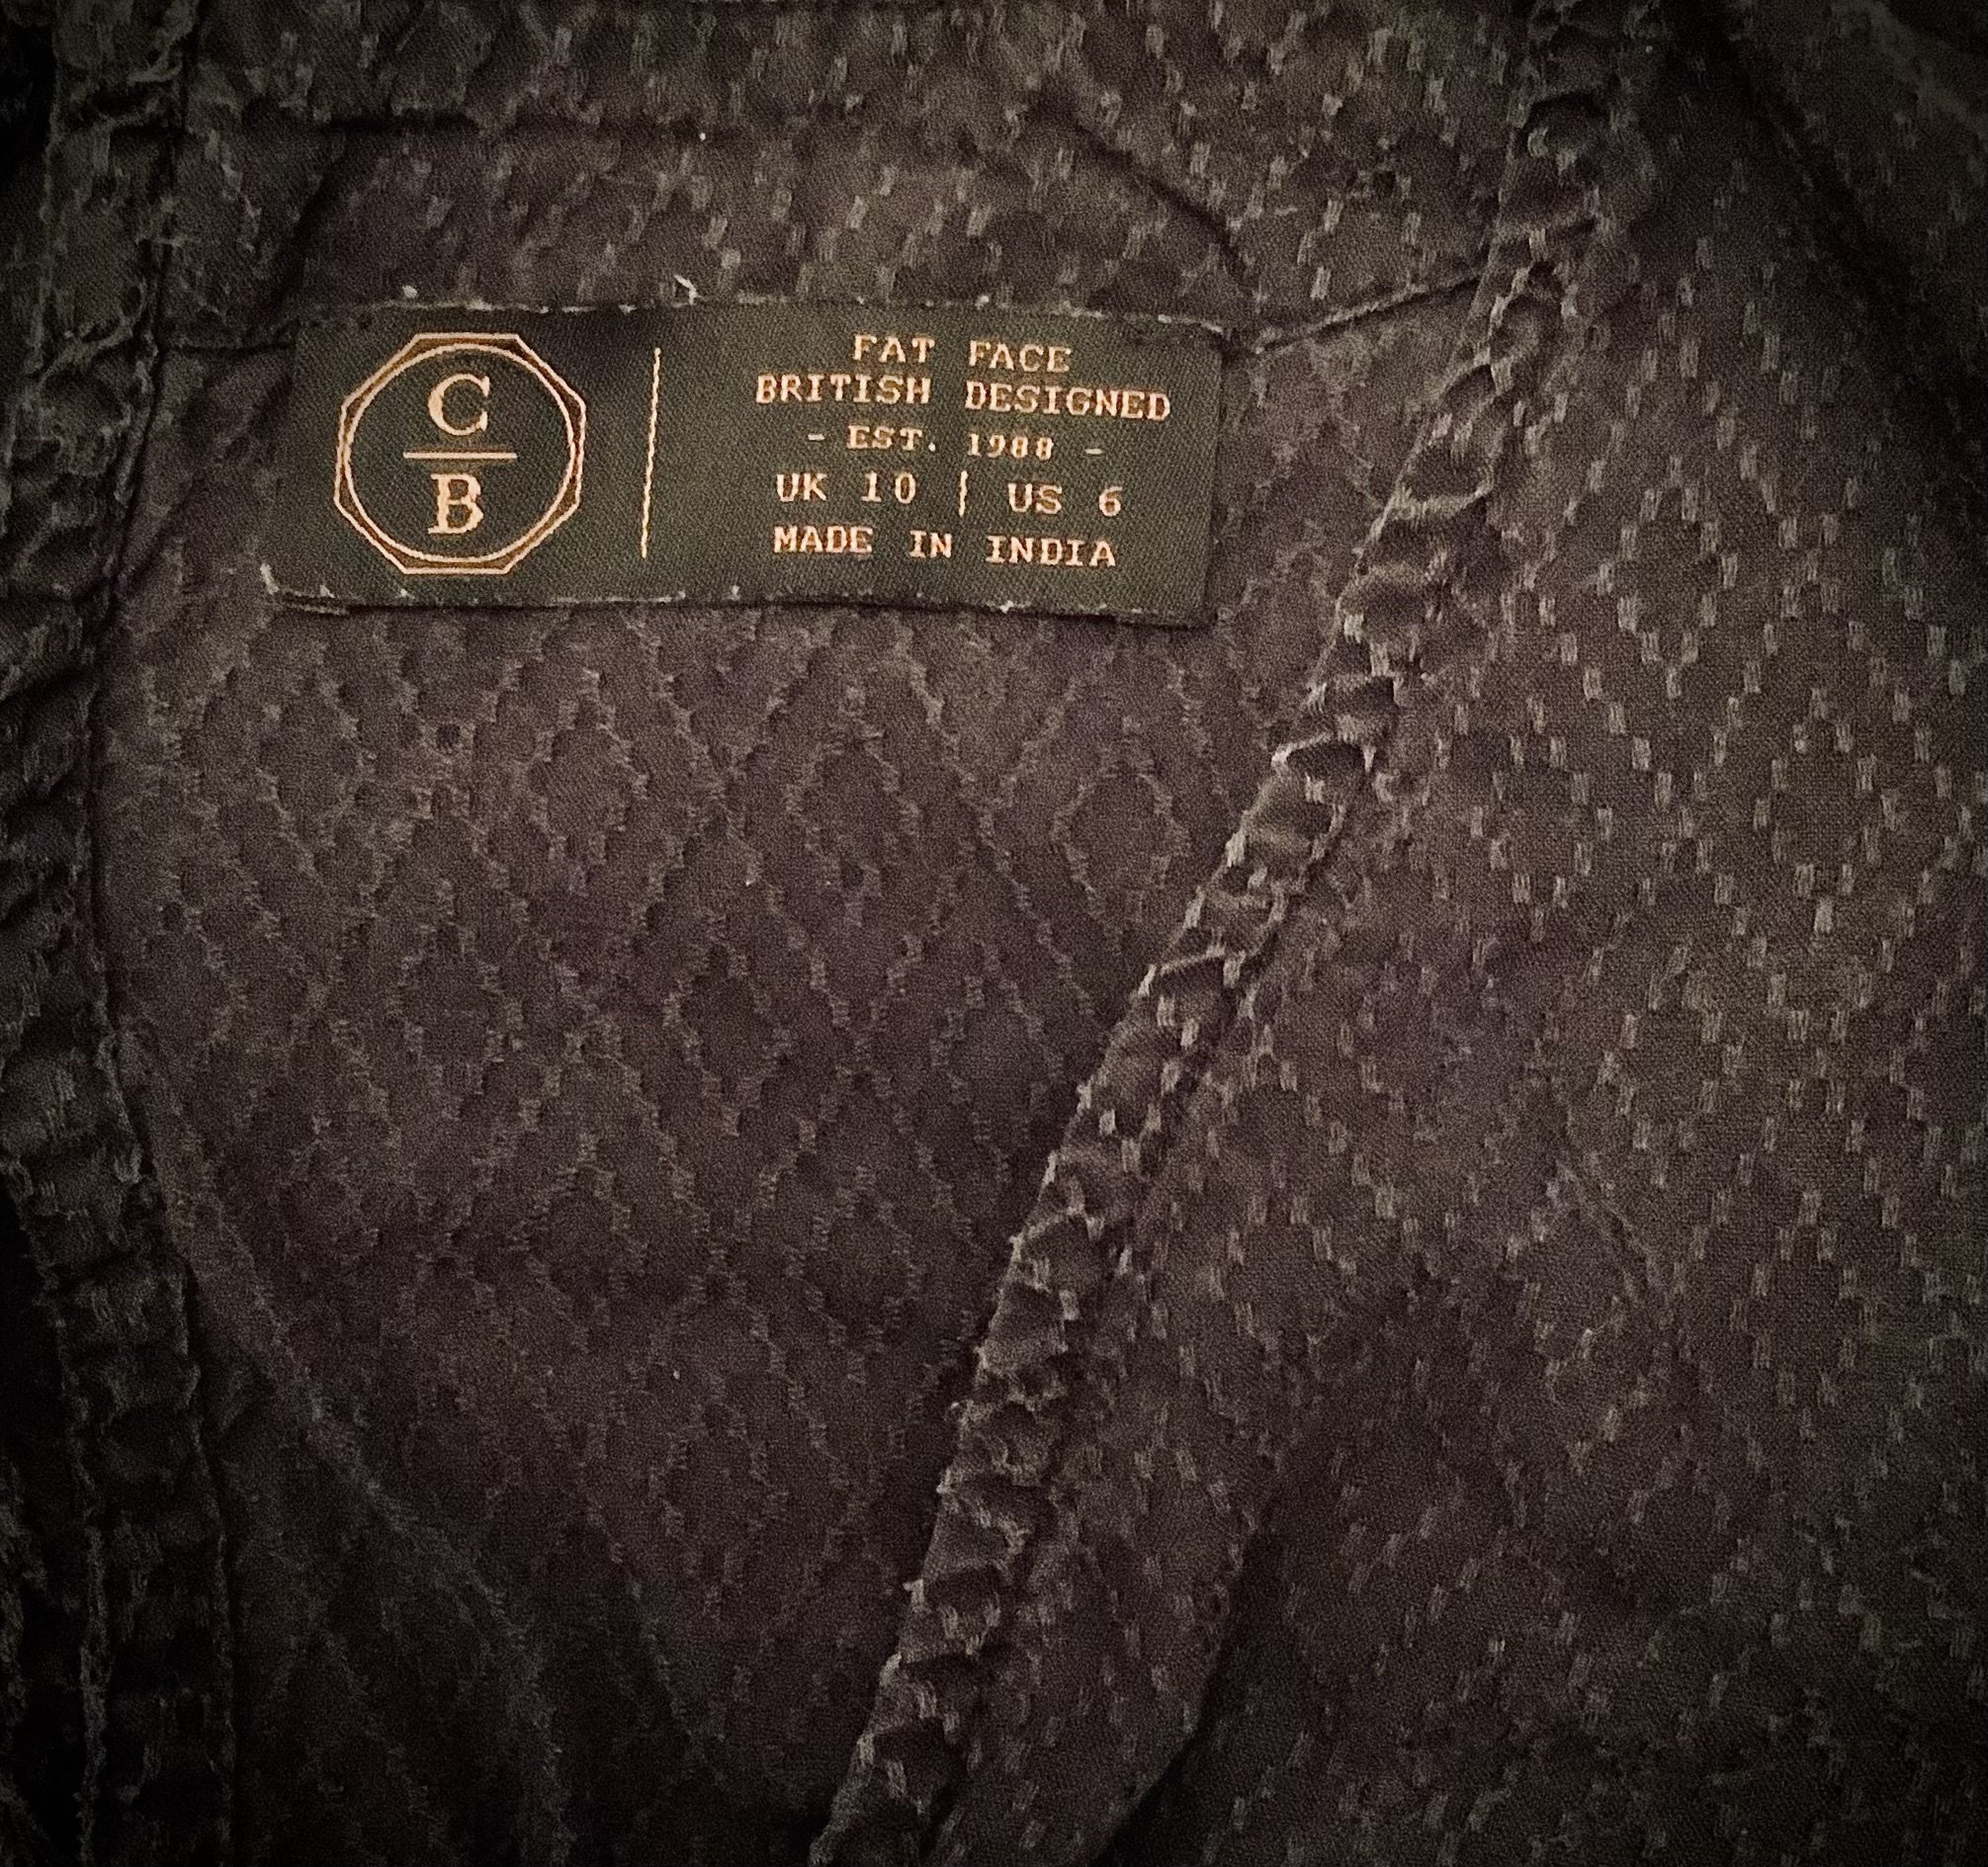 C
B
FAT FACE
BRITISH DESIGNED
- EST. 1988 -
UK 10 | US 6
MADE IN INDIA